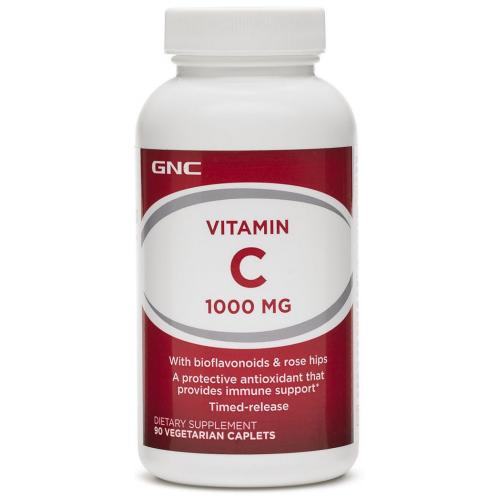 GNC
VITAMIN
C
1000 MG
With bioflavonoids & rose hips
A protective antioxidant that
provides immune support*
Timed-release
DIETARY SUPPLEMENT
90 VEGETARIAN CAPLETS